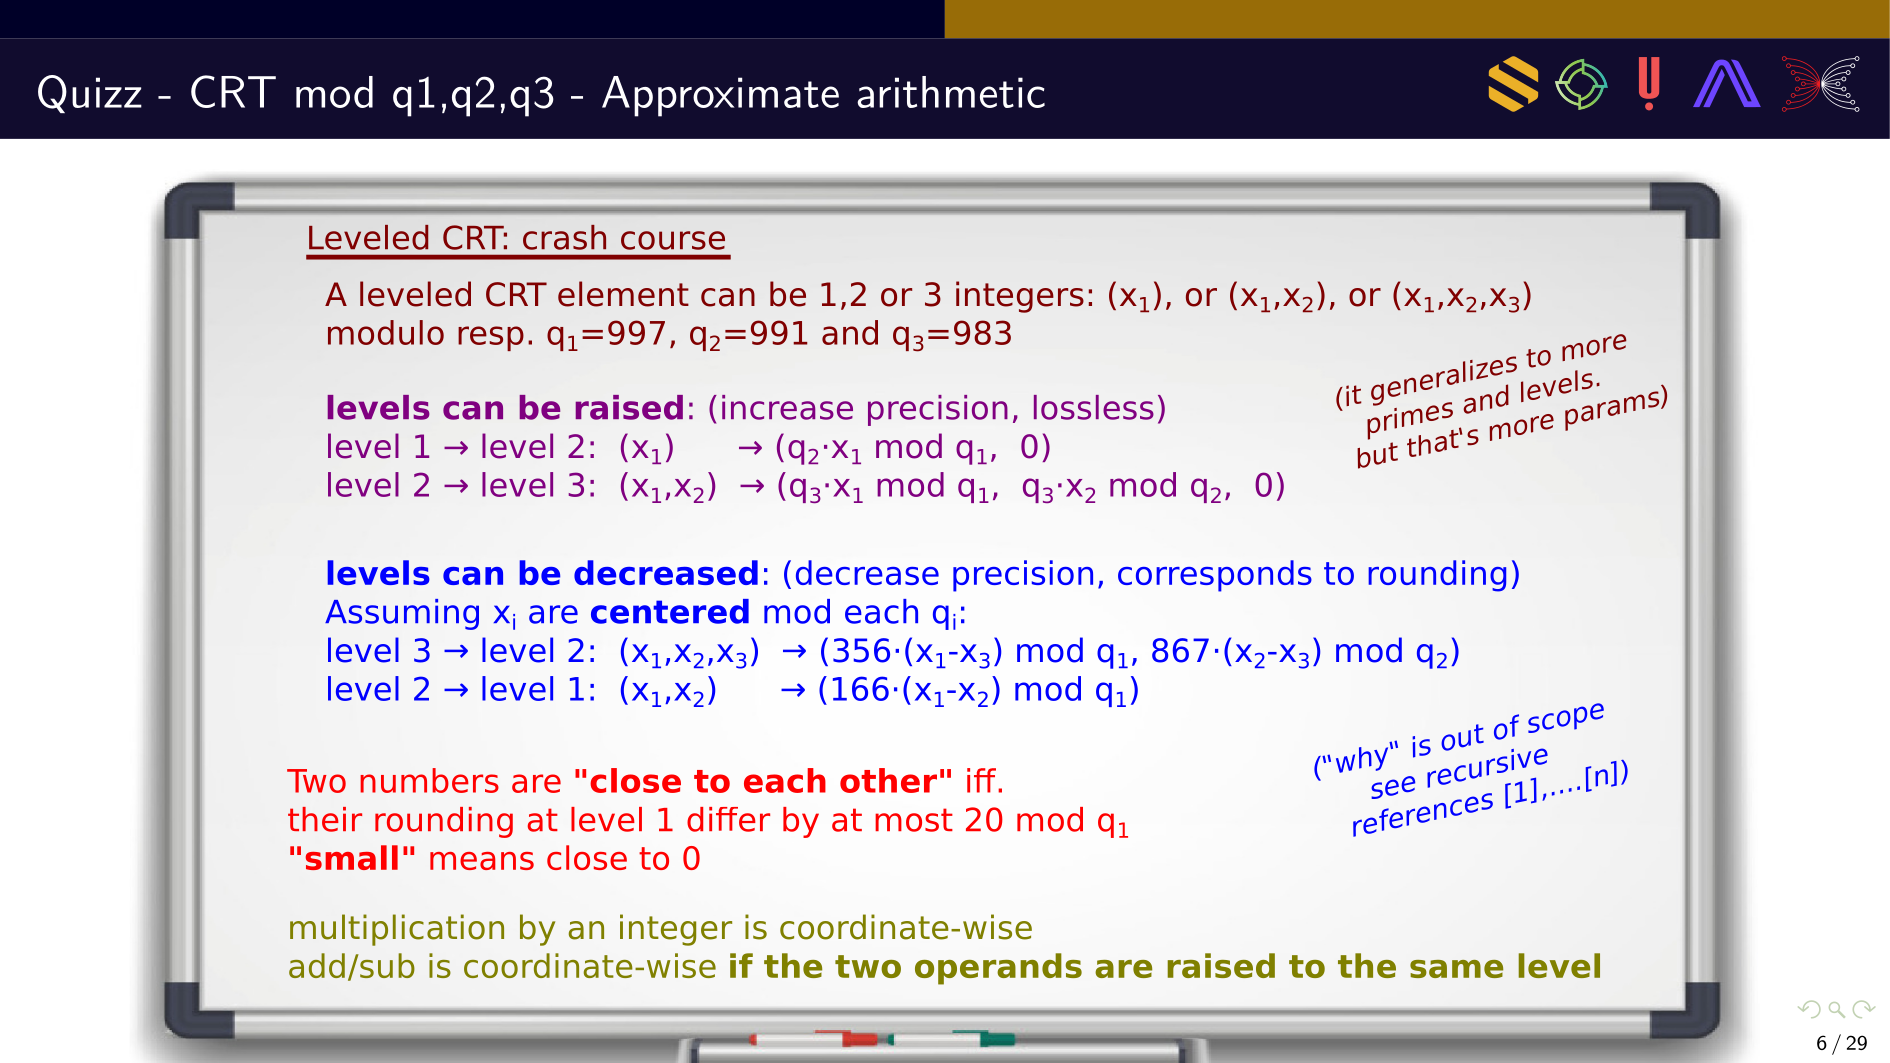 Quizz - CRT mod q1,q2,q3 - Approximate arithmetic
Leveled CRT: crash course
A leveled CRT element can be 1,2 or 3 integers: (x₁), or (x₁,x₂), or (x₁,x₂,x₃)
modulo resp. q₁=997, q₂=991 and q₃=983
(it generalizes to more
primes and levels.
but that's more params)
levels can be raised: (increase precision, lossless)
level 1 → level 2: (x₁) → (q₂·x₁ mod q₁, 0)
level 2 → level 3: (x₁,x₂) → (q₃·x₁ mod q₁, q₃·x₂ mod q₂, 0)
levels can be decreased: (decrease precision, corresponds to rounding)
Assuming xᵢ are centered mod each qᵢ:
level 3 → level 2: (x₁,x₂,x₃) → (356·(x₁-x₃) mod q₁, 867·(x₂-x₃) mod q₂)
level 2 → level 1: (x₁,x₂) → (166·(x₁-x₂) mod q₁)
("why" is out of scope
see recursive
references [1],....[n])
Two numbers are "close to each other" iff.
their rounding at level 1 differ by at most 20 mod q₁
"small" means close to 0
multiplication by an integer is coordinate-wise
add/sub is coordinate-wise if the two operands are raised to the same level
6 / 29